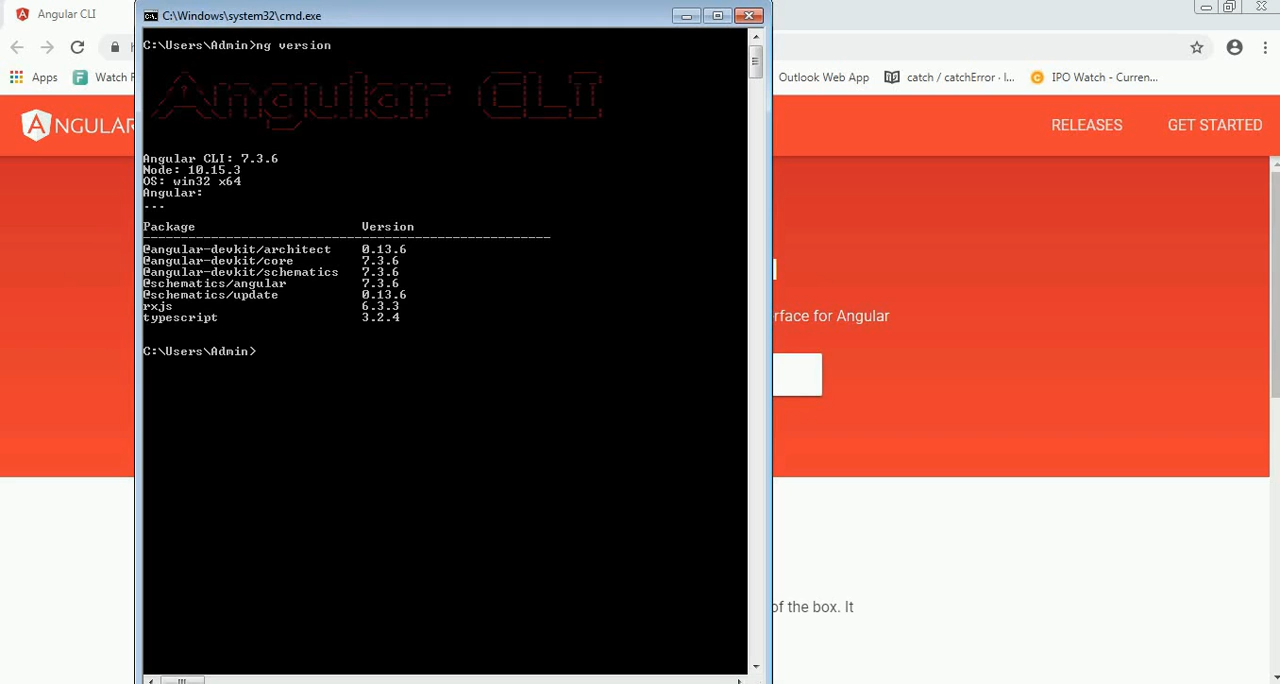 Angular CLI
C:\Windows\system32\cmd.exe
Apps
Watch F
Outlook Web App
catch / catchError · l...
IPO Watch - Curren...
NGULAR
RELEASES
GET STARTED
C:\Users\Admin>ng version
Angular CLI
Angular CLI: 7.3.6
Node: 10.15.3
OS: win32 x64
Angular:
...
Package Version
------------------------------------------------------
@angular-devkit/architect 0.13.6
@angular-devkit/core 7.3.6
@angular-devkit/schematics 7.3.6
@schematics/angular 7.3.6
@schematics/update 0.13.6
rxjs 6.3.3
typescript 3.2.4
C:\Users\Admin>
rface for Angular
of the box. It